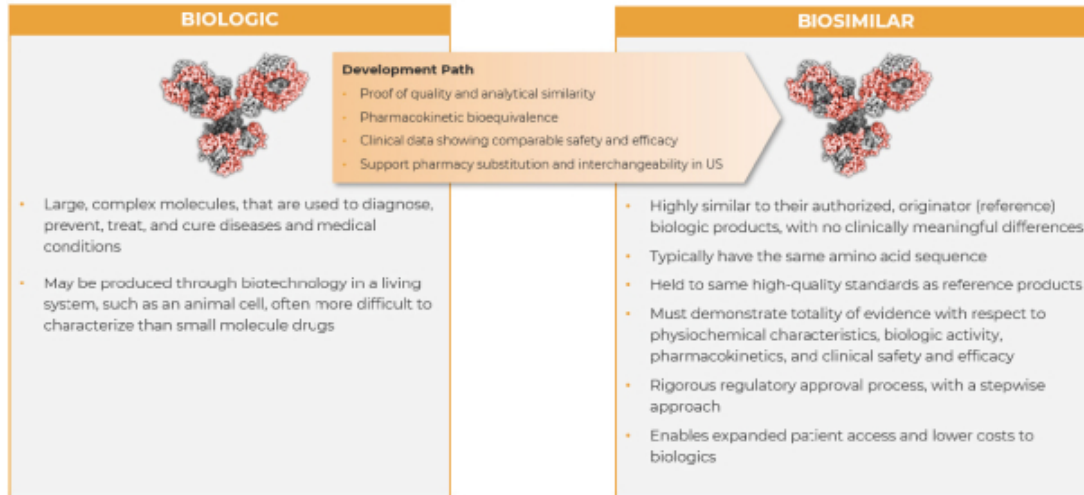 BIOLOGIC
Large, complex molecules, that are used to diagnose,
prevent, treat, and cure diseases and medical
conditions
May be produced through biotechnology in a living
system, such as an animal cell, often more difficult to
characterize than small molecule drugs
Development Path
Proof of quality and analytical similarity
Pharmacokinetic bioequivalence
Clinical data showing comparable safety and efficacy
Support pharmacy substitution and interchangeability in US
BIOSIMILAR
Highly similar to their authorized, originator (reference)
biologic products, with no clinically meaningful differences
Typically have the same amino acid sequence
Held to same high-quality standards as reference products
Must demonstrate totality of evidence with respect to
physiochemical characteristics, biologic activity,
pharmacokinetics, and clinical safety and efficacy
Rigorous regulatory approval process, with a stepwise
approach
Enables expanded patient access and lower costs to
biologics